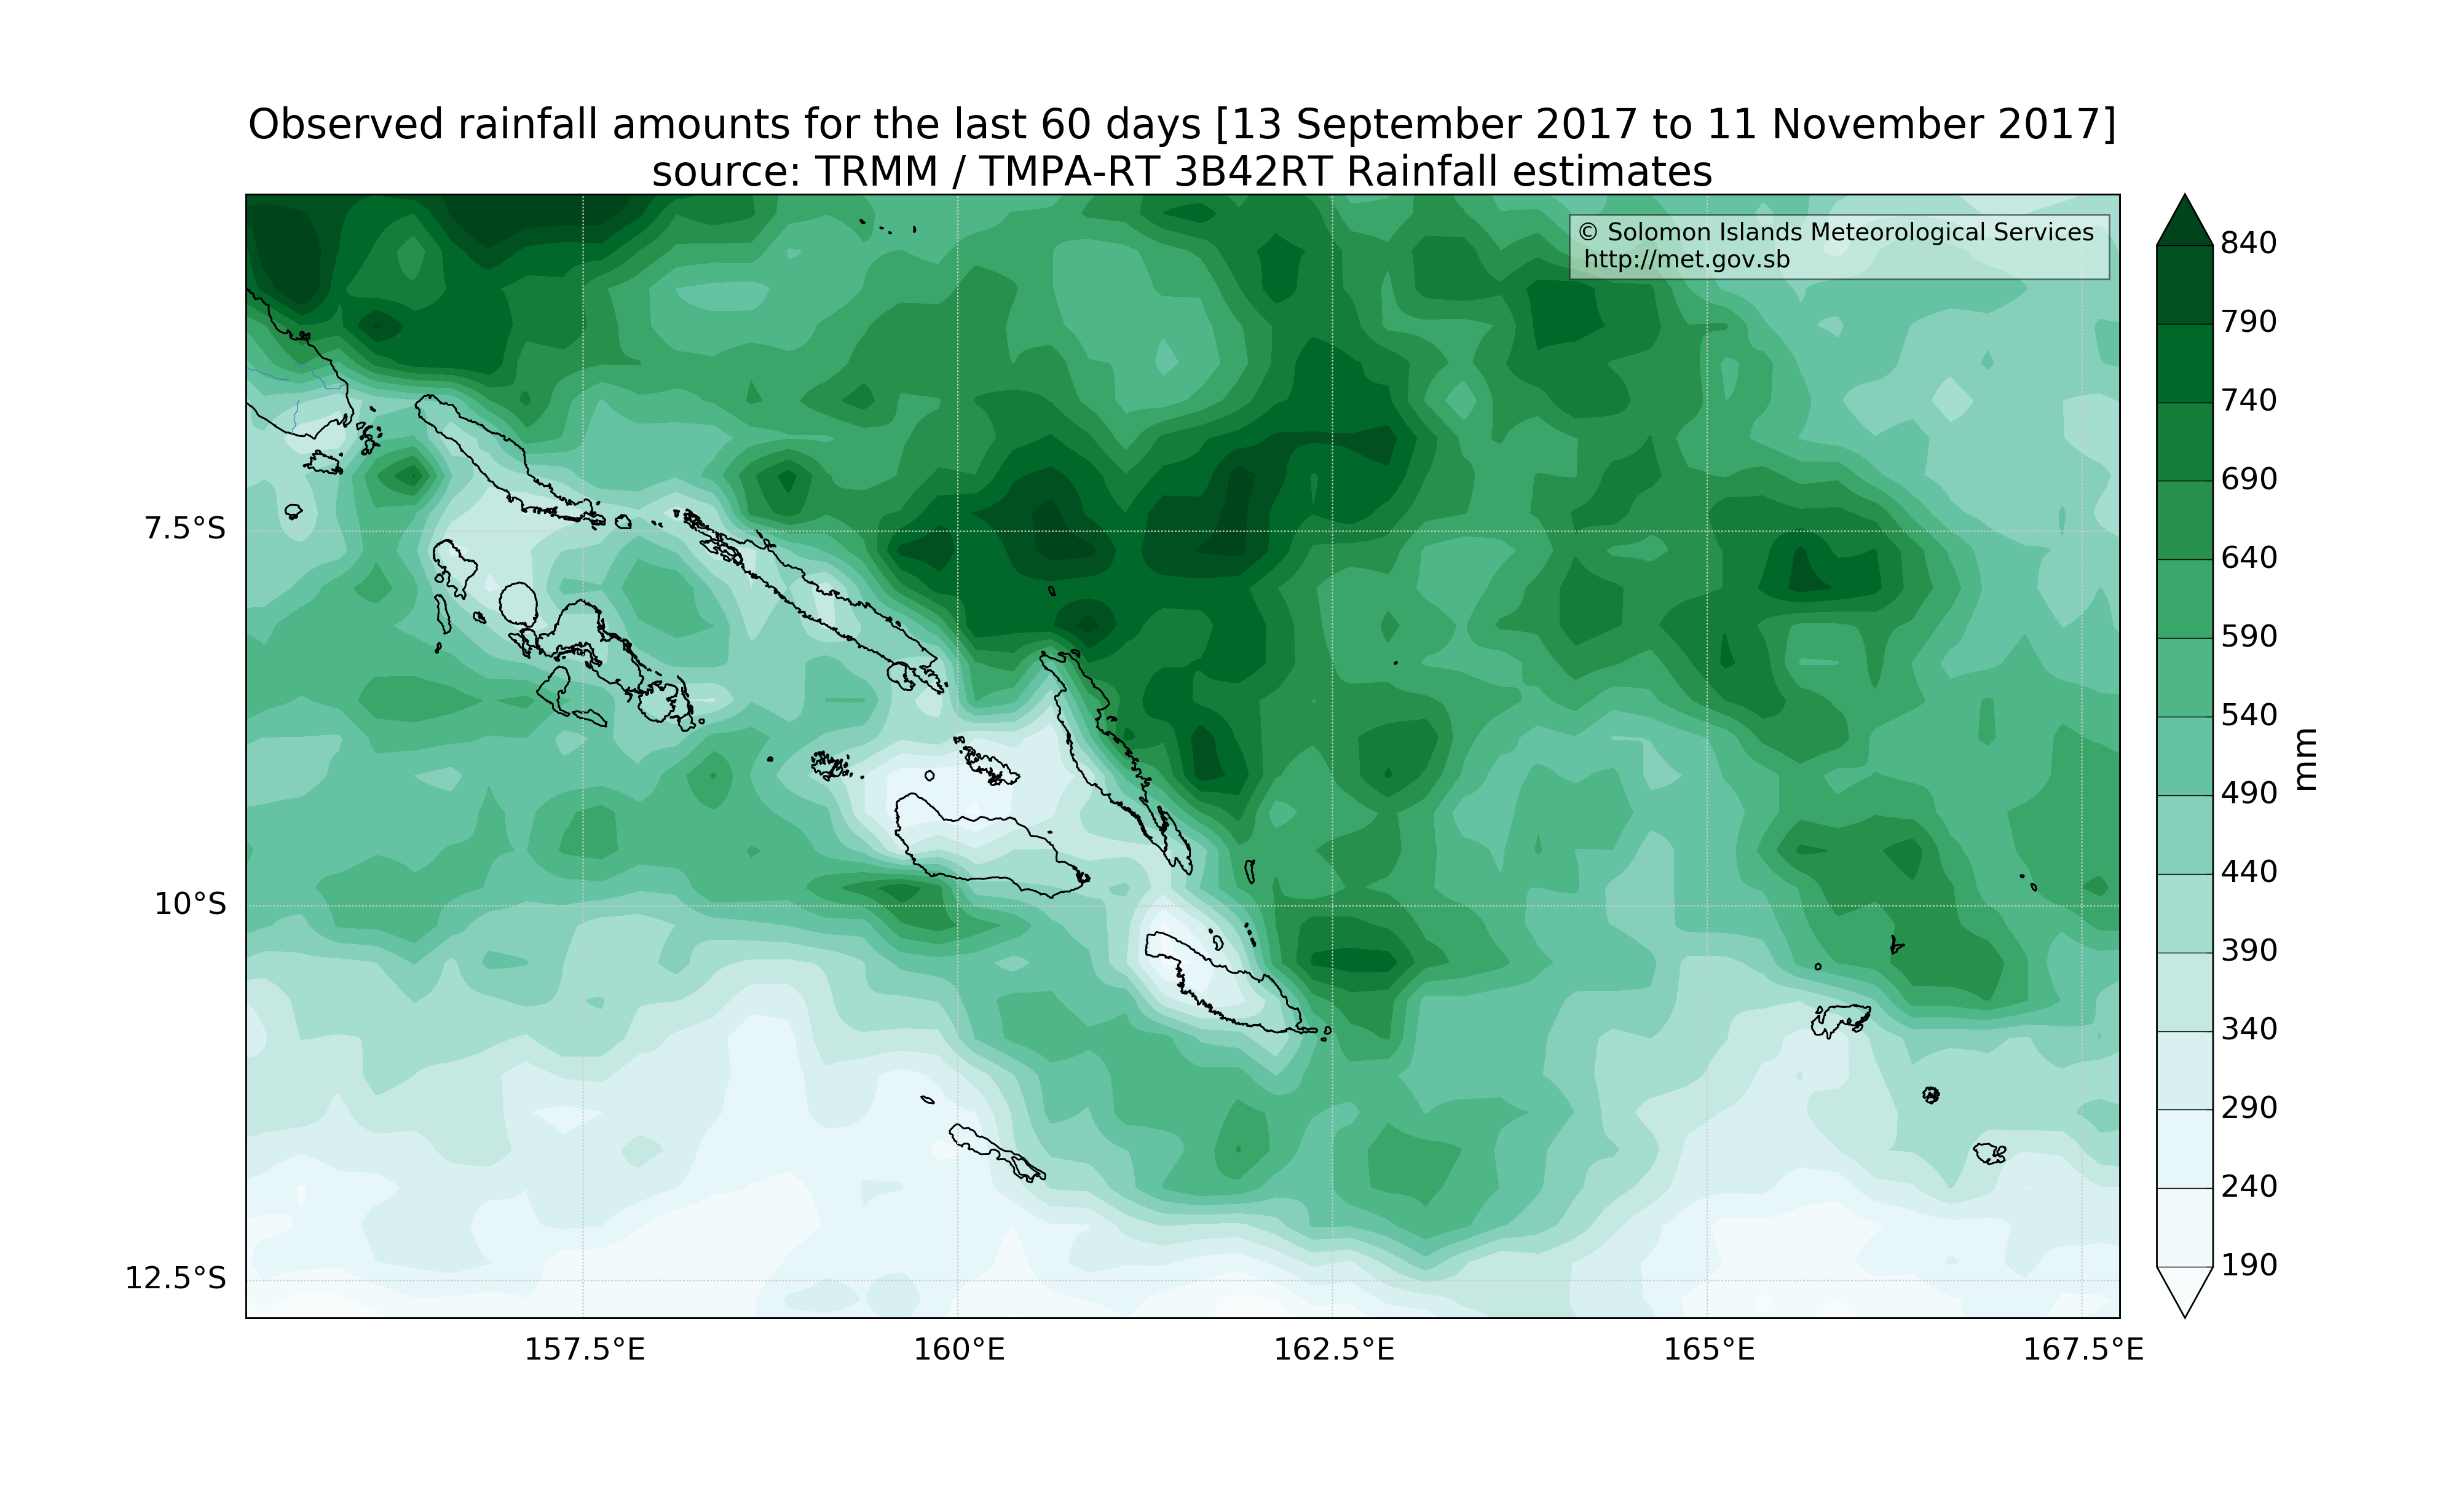 Observed rainfall amounts for the last 60 days [13 September 2017 to 11 November 2017]
source: TRMM / TMPA-RT 3B42RT Rainfall estimates
© Solomon Islands Meteorological Services
http://met.gov.sb
7.5°S
10°S
12.5°S
157.5°E
160°E
162.5°E
165°E
167.5°E
840
790
740
690
640
590
540
490
440
390
340
290
240
190
mm